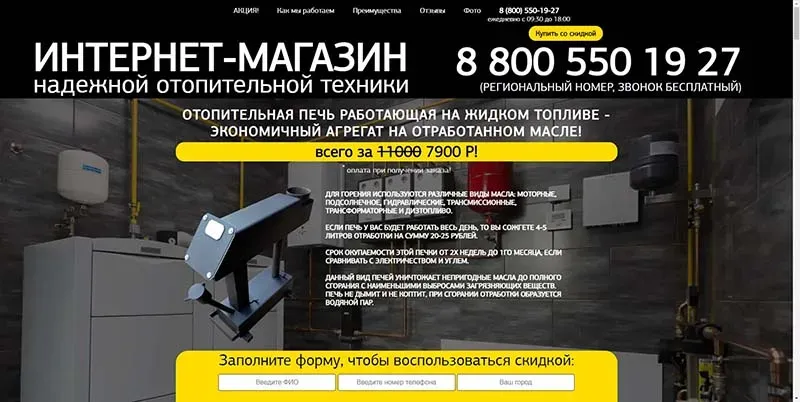 АКЦИЯ! Как мы работаем Преимущества Отзывы Фото 8 (800) 550-19-27
ежедневно с 09:30 до 18:00
Купить со скидкой
ИНТЕРНЕТ-МАГАЗИН
надежной отопительной техники
8 800 550 19 27
(РЕГИОНАЛЬНЫЙ НОМЕР, ЗВОНОК БЕСПЛАТНЫЙ)
ОТОПИТЕЛЬНАЯ ПЕЧЬ РАБОТАЮЩАЯ НА ЖИДКОМ ТОПЛИВЕ -
ЭКОНОМИЧНЫЙ АГРЕГАТ НА ОТРАБОТАННОМ МАСЛЕ!
всего за 11000 7900 Р!
* оплата при получении заказа!
ДЛЯ ГОРЕНИЯ ИСПОЛЬЗУЮТСЯ РАЗЛИЧНЫЕ ВИДЫ МАСЛА: МОТОРНЫЕ,
ПОДСОЛНЕЧНОЕ, ГИДРАВЛИЧЕСКИЕ, ТРАНСМИССИОННЫЕ,
ТРАНСФОРМАТОРНЫЕ И ДИЗТОПЛИВО.
ЕСЛИ ПЕЧЬ У ВАС БУДЕТ РАБОТАТЬ ВЕСЬ ДЕНЬ, ТО ВЫ СОЖГЕТЕ 4-5
ЛИТРОВ ОТРАБОТКИ НА СУММУ 20-25 РУБЛЕЙ.
СРОК ОКУПАЕМОСТИ ЭТОЙ ПЕЧКИ ОТ 2Х НЕДЕЛЬ ДО 1ГО МЕСЯЦА, ЕСЛИ
СРАВНИВАТЬ С ЭЛЕКТРИЧЕСТВОМ И УГЛЕМ.
ДАННЫЙ ВИД ПЕЧЕЙ УНИЧТОЖАЕТ НЕПРИГОДНЫЕ МАСЛА ДО ПОЛНОГО
СГОРАНИЯ С НАИМЕНЬШИМИ ВЫБРОСАМИ ЗАГРЯЗНЯЮЩИХ ВЕЩЕСТВ.
ПЕЧЬ НЕ ДЫМИТ И НЕ КОПТИТ, ПРИ СГОРАНИИ ОТРАБОТКИ ОБРАЗУЕТСЯ
ВОДЯНОЙ ПАР.
Заполните форму, чтобы воспользоваться скидкой:
Введите ФИО Введите номер телефона Ваш город